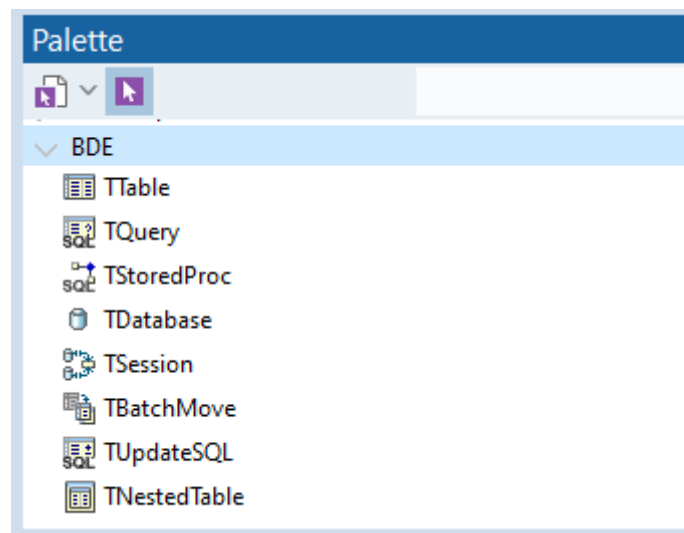 Palette
BDE
TTable
TQuery
TStoredProc
TDatabase
TSession
TBatchMove
TUpdateSQL
TNestedTable